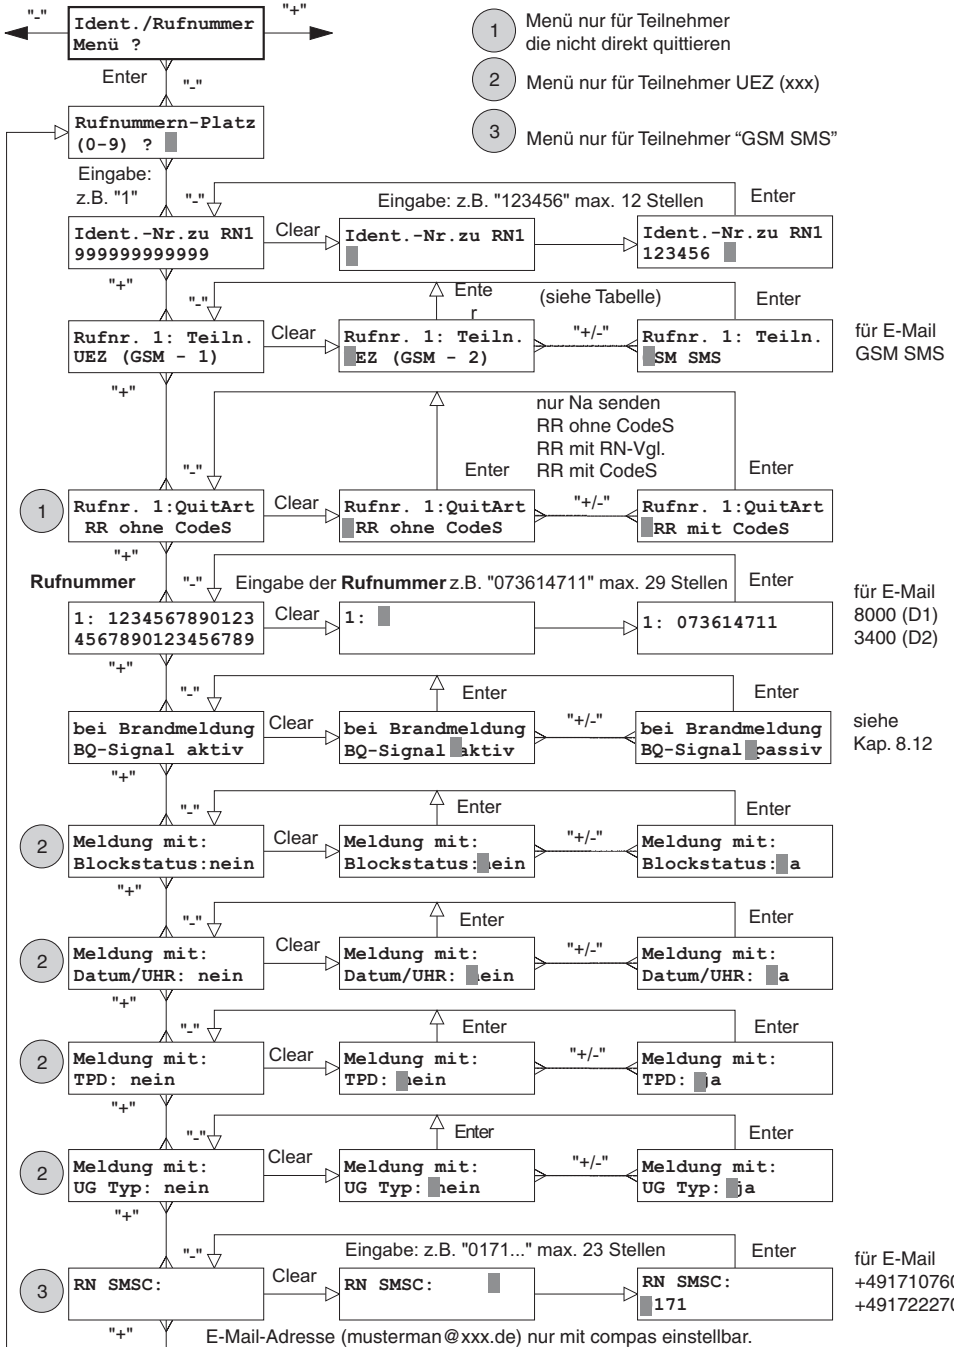 "-"
Ident./Rufnummer
Menü ?
"+"
1
Menü nur für Teilnehmer
die nicht direkt quittieren
2
Menü nur für Teilnehmer UEZ (xxx)
3
Menü nur für Teilnehmer "GSM SMS"
Enter
"-"
Rufnummern-Platz
(0-9) ?
Eingabe:
z.B. "1"
"-"
Eingabe: z.B. "123456" max. 12 Stellen
Enter
Ident.-Nr.zu RN1
999999999999
Clear
Ident.-Nr.zu RN1
Ident.-Nr.zu RN1
123456
"+"
"-"
Ente
r
(siehe Tabelle)
Enter
Rufnr. 1: Teiln.
UEZ (GSM - 1)
Clear
Rufnr. 1: Teiln.
EZ (GSM - 2)
"+/-"
Rufnr. 1: Teiln.
SM SMS
für E-Mail
GSM SMS
"+"
nur Na senden
RR ohne CodeS
RR mit RN-Vgl.
RR mit CodeS
"-"
Enter
Enter
1
Rufnr. 1:QuitArt
RR ohne CodeS
Clear
Rufnr. 1:QuitArt
RR ohne CodeS
"+/-"
Rufnr. 1:QuitArt
RR mit CodeS
"+"
Rufnummer
"-"
Eingabe der Rufnummer z.B. "073614711" max. 29 Stellen
Enter
1: 1234567890123
4567890123456789
Clear
1:
1: 073614711
für E-Mail
8000 (D1)
3400 (D2)
"+"
"-"
Enter
Enter
bei Brandmeldung
BQ-Signal aktiv
Clear
bei Brandmeldung
BQ-Signal aktiv
"+/-"
bei Brandmeldung
BQ-Signal passiv
siehe
Kap. 8.12
"+"
"-"
Enter
Enter
2
Meldung mit:
Blockstatus:nein
Clear
Meldung mit:
Blockstatus: ein
"+/-"
Meldung mit:
Blockstatus: a
"+"
"-"
Enter
Enter
2
Meldung mit:
Datum/UHR: nein
Clear
Meldung mit:
Datum/UHR: ein
"+/-"
Meldung mit:
Datum/UHR: a
"+"
"-"
Enter
Enter
2
Meldung mit:
TPD: nein
Clear
Meldung mit:
TPD: nein
"+/-"
Meldung mit:
TPD: ja
"+"
"-"
Enter
Enter
2
Meldung mit:
UG Typ: nein
Clear
Meldung mit:
UG Typ: nein
"+/-"
Meldung mit:
UG Typ: ja
"+"
"-"
Eingabe: z.B. "0171..." max. 23 Stellen
Enter
3
RN SMSC:
Clear
RN SMSC:
RN SMSC:
171
für E-Mail
+49171076
+49172227
"+"
E-Mail-Adresse (musterman@xxx.de) nur mit compas einstellbar.